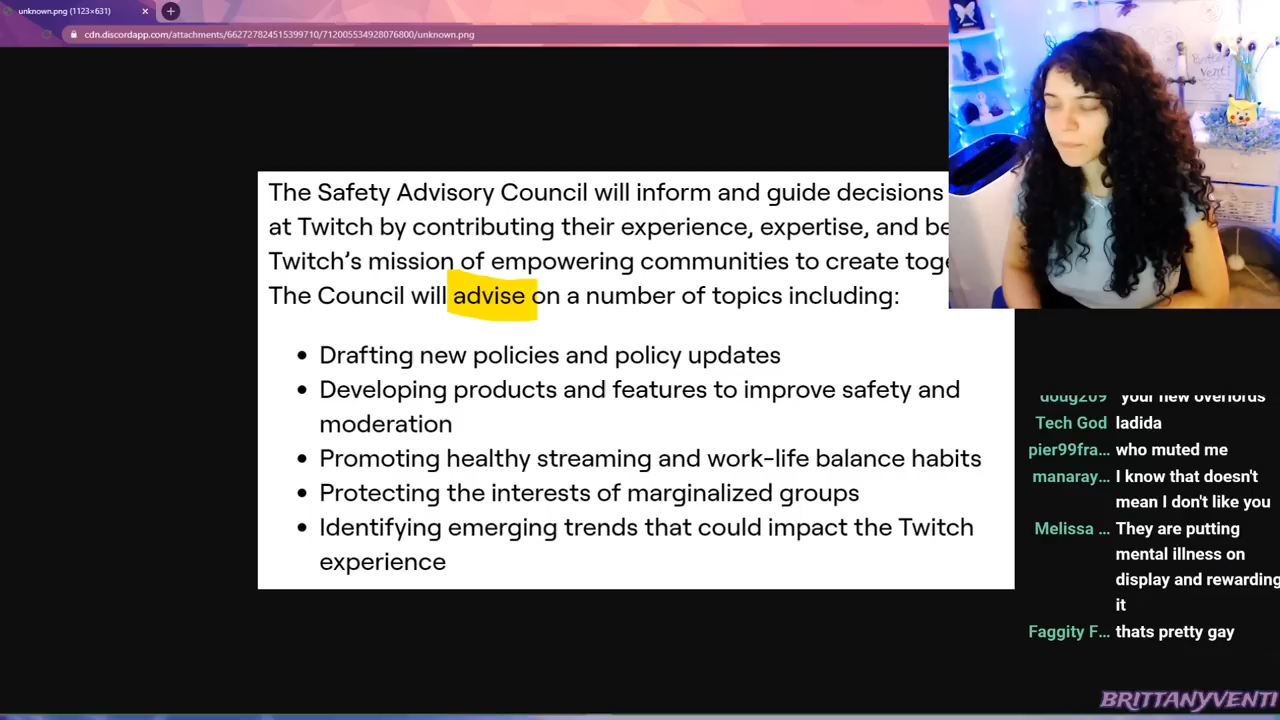 unknown.png (1123×631)
cdn.discordapp.com/attachments/662727824515399710/712005534928076800/unknown.png
Venti
The Safety Advisory Council will inform and guide decisions
at Twitch by contributing their experience, expertise, and be
Twitch's mission of empowering communities to create toge
The Council will advise on a number of topics including:
• Drafting new policies and policy updates
• Developing products and features to improve safety and
moderation
• Promoting healthy streaming and work-life balance habits
• Protecting the interests of marginalized groups
• Identifying emerging trends that could impact the Twitch
experience
doug209 your new overlords
Tech God ladida
pier99fra... who muted me
manaray... I know that doesn't
mean I don't like you
Melissa ... They are putting
mental illness on
display and rewarding
it
Faggity F... thats pretty gay
BRITTANYVENTI